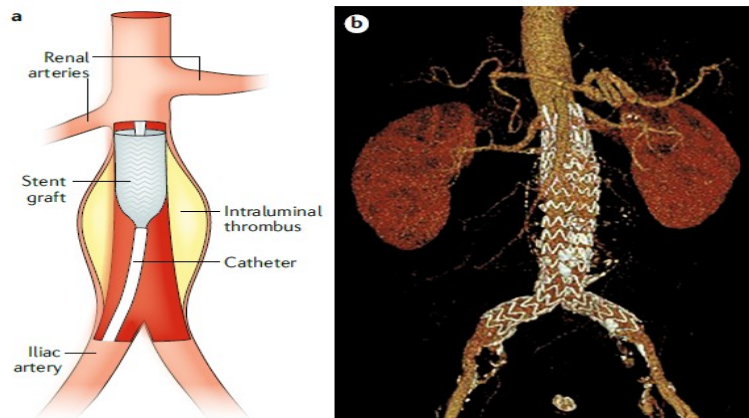 a
Renal
arteries
Stent
graft
Intraluminal
thrombus
Catheter
Iliac
artery
b